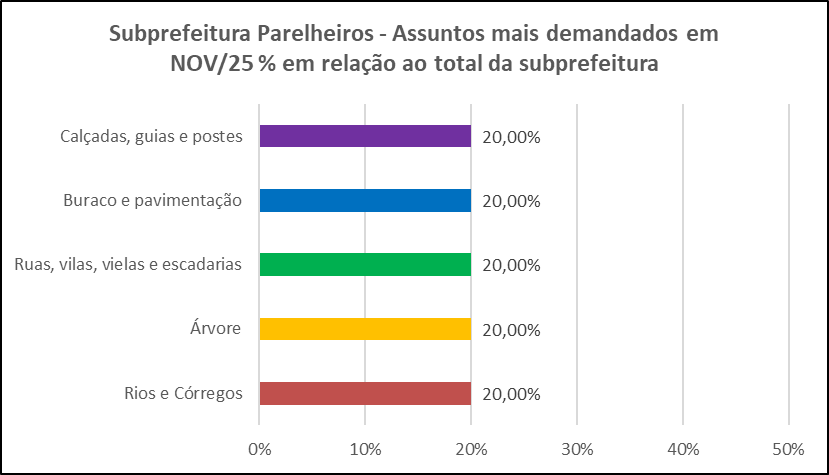 Subprefeitura Parelheiros - Assuntos mais demandados em
NOV/25 % em relação ao total da subprefeitura
Calçadas, guias e postes 20,00%
Buraco e pavimentação 20,00%
Ruas, vilas, vielas e escadarias 20,00%
Árvore 20,00%
Rios e Córregos 20,00%
0% 10% 20% 30% 40% 50%